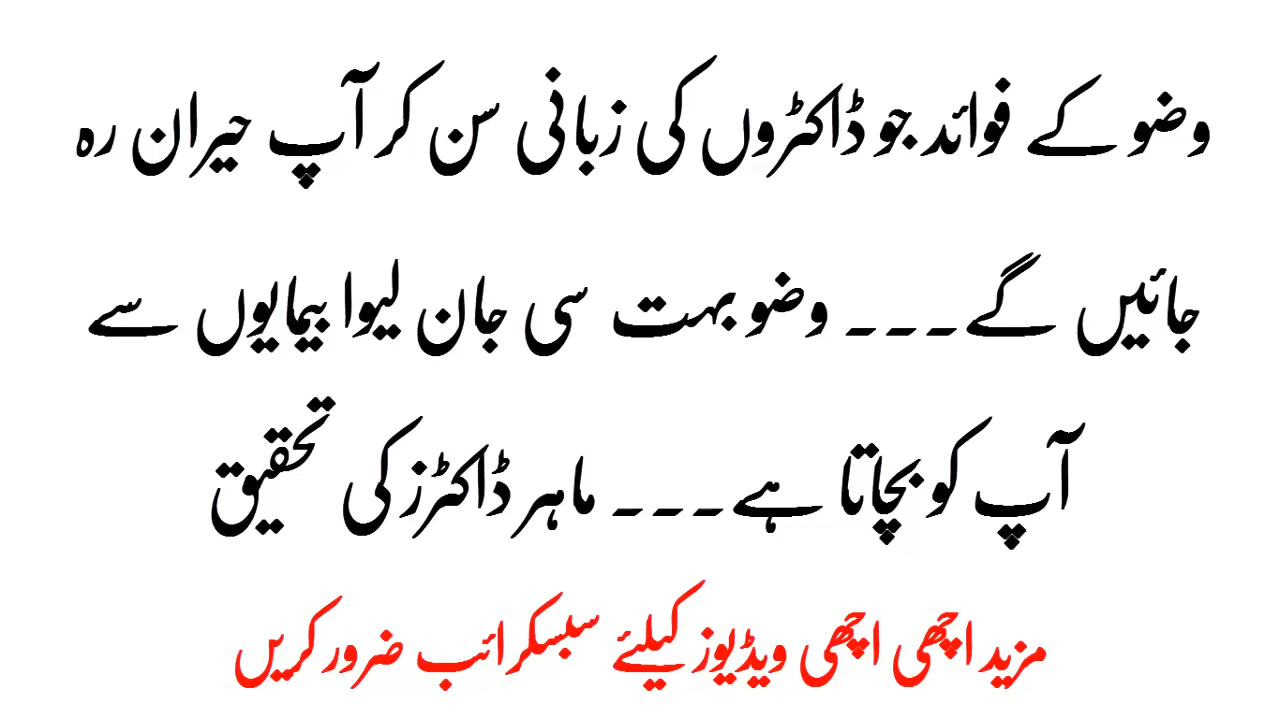 وضو کے فوائد جو ڈاکٹروں کی زبانی سن کر آپ حیران رہ
جائیں گے۔۔۔ وضو بہت سی جان لیوا بیمایوں سے
آپ کو بچاتا ہے۔۔۔ ماہر ڈاکٹرز کی تحقیق
مزید اچھی اچھی ویڈیوز کیلئے سبسکرائب ضرور کریں